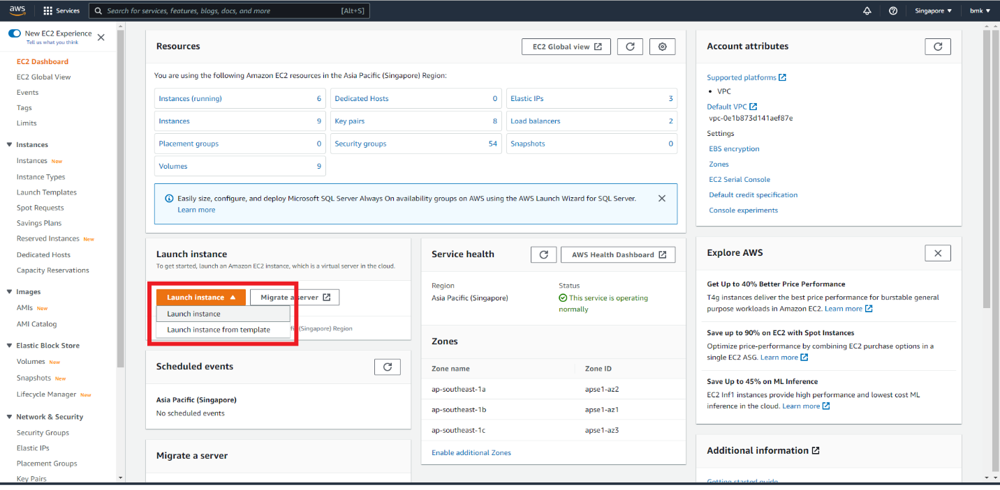 aws
Services
Search for services, features, blogs, docs, and more
[Alt+S]
Singapore ▼
bmk ▼
New EC2 Experience
Tell us what you think
EC2 Dashboard
EC2 Global View
Events
Tags
Limits
Instances
Instances New
Instance Types
Launch Templates
Spot Requests
Savings Plans
Reserved Instances New
Dedicated Hosts
Capacity Reservations
Images
AMIs New
AMI Catalog
Elastic Block Store
Volumes New
Snapshots New
Lifecycle Manager New
Network & Security
Security Groups
Elastic IPs
Placement Groups
Key Pairs
Resources
EC2 Global view
You are using the following Amazon EC2 resources in the Asia Pacific (Singapore) Region:
Instances (running) 6
Dedicated Hosts 0
Elastic IPs 3
Instances 9
Key pairs 8
Load balancers 2
Placement groups 0
Security groups 54
Snapshots 0
Volumes 9
Easily size, configure, and deploy Microsoft SQL Server Always On availability groups on AWS using the AWS Launch Wizard for SQL Server.
Learn more
Launch instance
To get started, launch an Amazon EC2 instance, which is a virtual server in the cloud.
Launch instance ▲
Migrate a server
Launch instance
Launch instance from template
(Singapore) Region
Scheduled events
Asia Pacific (Singapore)
No scheduled events
Migrate a server
Service health
AWS Health Dashboard
Region
Asia Pacific (Singapore)
Status
This service is operating
normally
Zones
Zone name
Zone ID
ap-southeast-1a
apse1-az2
ap-southeast-1b
apse1-az1
ap-southeast-1c
apse1-az3
Enable additional Zones
Account attributes
Supported platforms
• VPC
Default VPC
vpc-0e1b873d141aef87e
Settings
EBS encryption
Zones
EC2 Serial Console
Default credit specification
Console experiments
Explore AWS
Get Up to 40% Better Price Performance
T4g instances deliver the best price performance for burstable general
purpose workloads in Amazon EC2. Learn more
Save up to 90% on EC2 with Spot Instances
Optimize price-performance by combining EC2 purchase options in a
single EC2 ASG. Learn more
Save Up to 45% on ML Inference
EC2 Inf1 instances provide high performance and lowest cost ML
inference in the cloud. Learn more
Additional information
Getting started guide